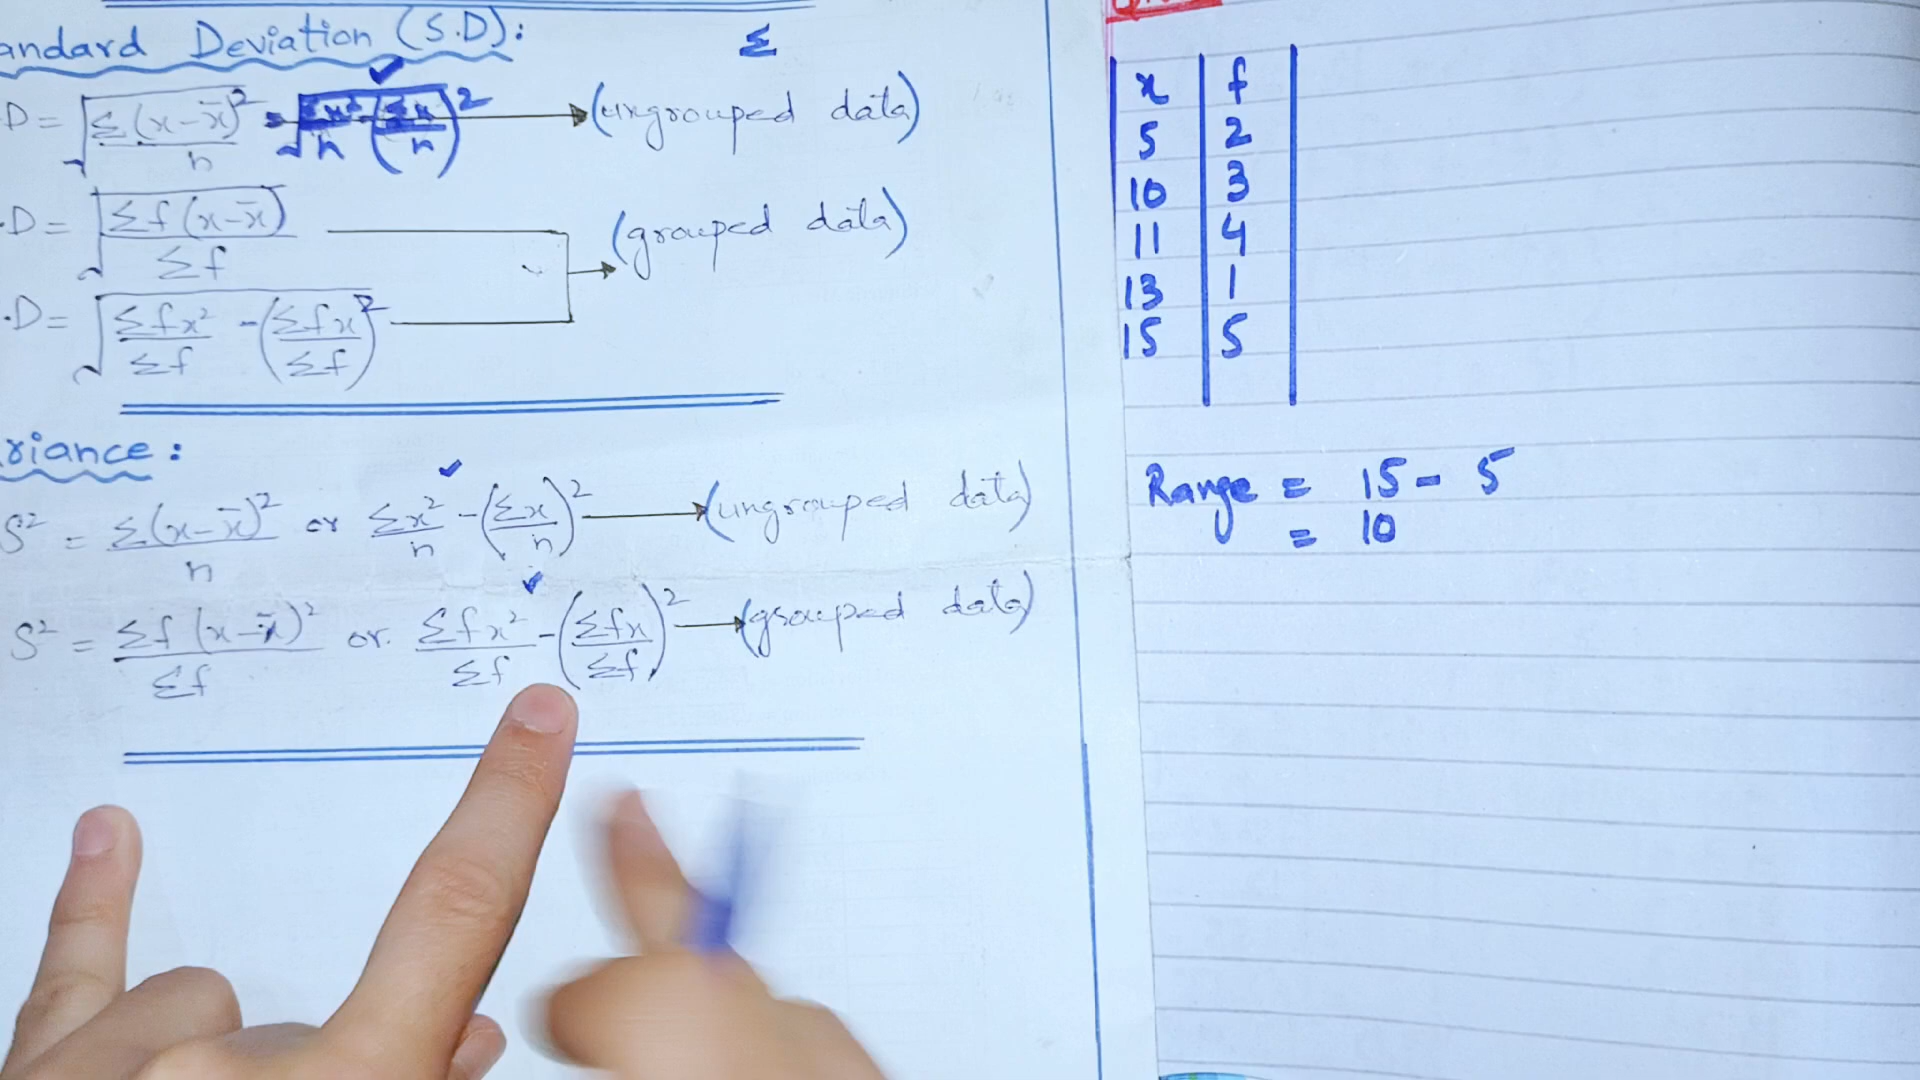 andard Deviation (S.D):
Σ
D = √(Σ(x-x̄)²/n) = √(Σx²/n - (Σx/n)²) → (ungrouped data)
.D = √(Σf(x-x̄)/Σf)
→ (grouped data)
.D = √(Σfx²/Σf - (Σfx/Σf)²)
riance :
S² = Σ(x-x̄)²/n or Σx²/n - (Σx/n)² → (ungrouped data)
S² = Σf(x-x̄)²/Σf or. Σfx²/Σf - (Σfx/Σf)² → (grouped data)
x f
5 2
10 3
11 4
13 1
15 5
Range = 15 - 5
= 10